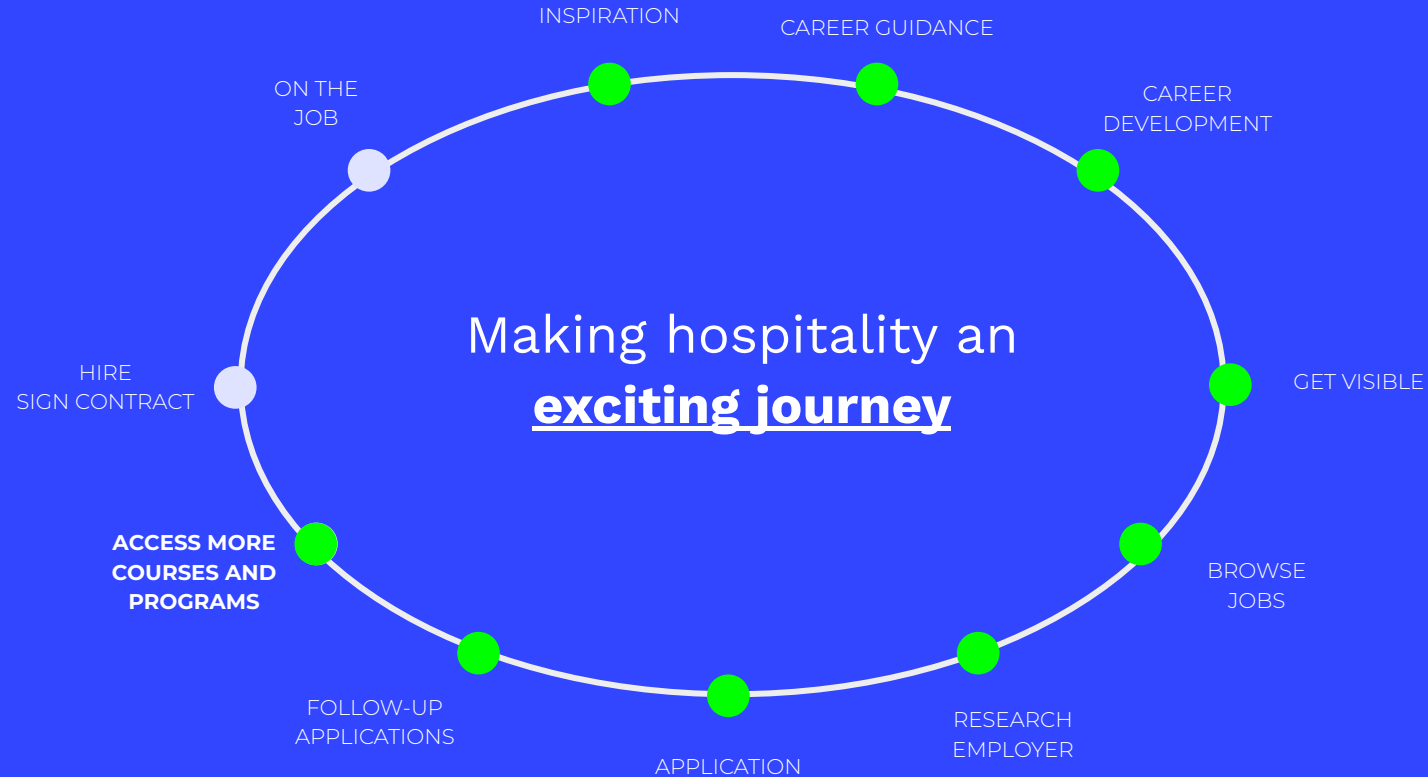 INSPIRATION
CAREER GUIDANCE
ON THE
JOB
CAREER
DEVELOPMENT
Making hospitality an
exciting journey
HIRE
SIGN CONTRACT
GET VISIBLE
ACCESS MORE
COURSES AND
PROGRAMS
BROWSE
JOBS
FOLLOW-UP
APPLICATIONS
RESEARCH
EMPLOYER
APPLICATION